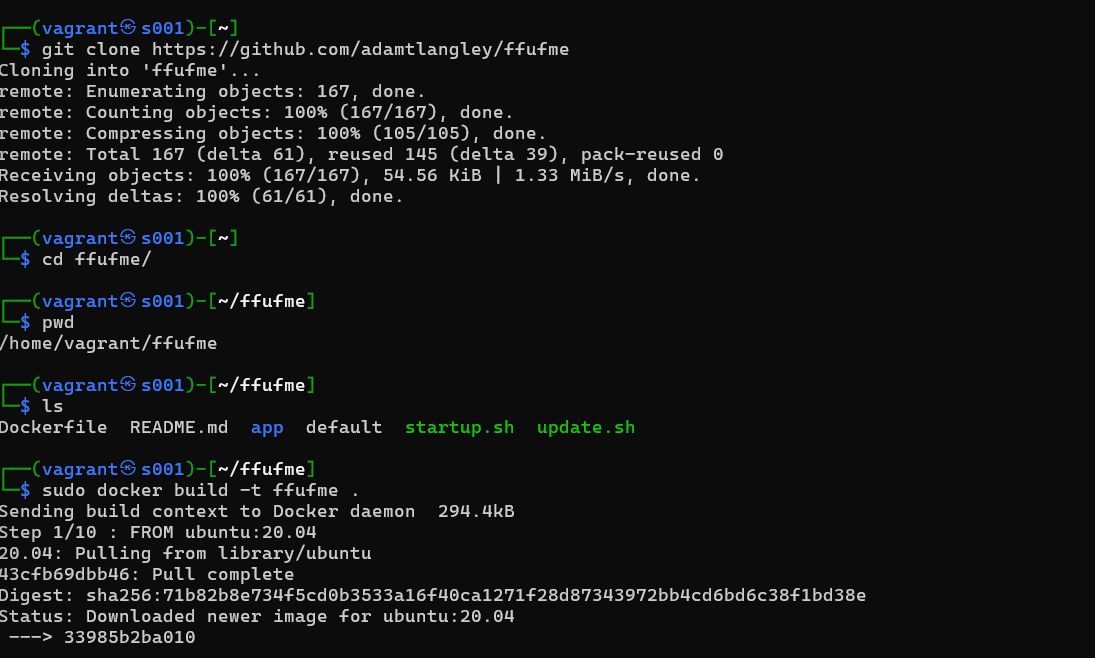 ┌──(vagrant㉿s001)-[~]
└─$ git clone https://github.com/adamtlangley/ffufme
Cloning into 'ffufme'...
remote: Enumerating objects: 167, done.
remote: Counting objects: 100% (167/167), done.
remote: Compressing objects: 100% (105/105), done.
remote: Total 167 (delta 61), reused 145 (delta 39), pack-reused 0
Receiving objects: 100% (167/167), 54.56 KiB | 1.33 MiB/s, done.
Resolving deltas: 100% (61/61), done.
┌──(vagrant㉿s001)-[~]
└─$ cd ffufme/
┌──(vagrant㉿s001)-[~/ffufme]
└─$ pwd
/home/vagrant/ffufme
┌──(vagrant㉿s001)-[~/ffufme]
└─$ ls
Dockerfile  README.md  app  default  startup.sh  update.sh
┌──(vagrant㉿s001)-[~/ffufme]
└─$ sudo docker build -t ffufme .
Sending build context to Docker daemon  294.4kB
Step 1/10 : FROM ubuntu:20.04
20.04: Pulling from library/ubuntu
43cfb69dbb46: Pull complete
Digest: sha256:71b82b8e734f5cd0b3533a16f40ca1271f28d87343972bb4cd6bd6c38f1bd38e
Status: Downloaded newer image for ubuntu:20.04
 ---> 33985b2ba010